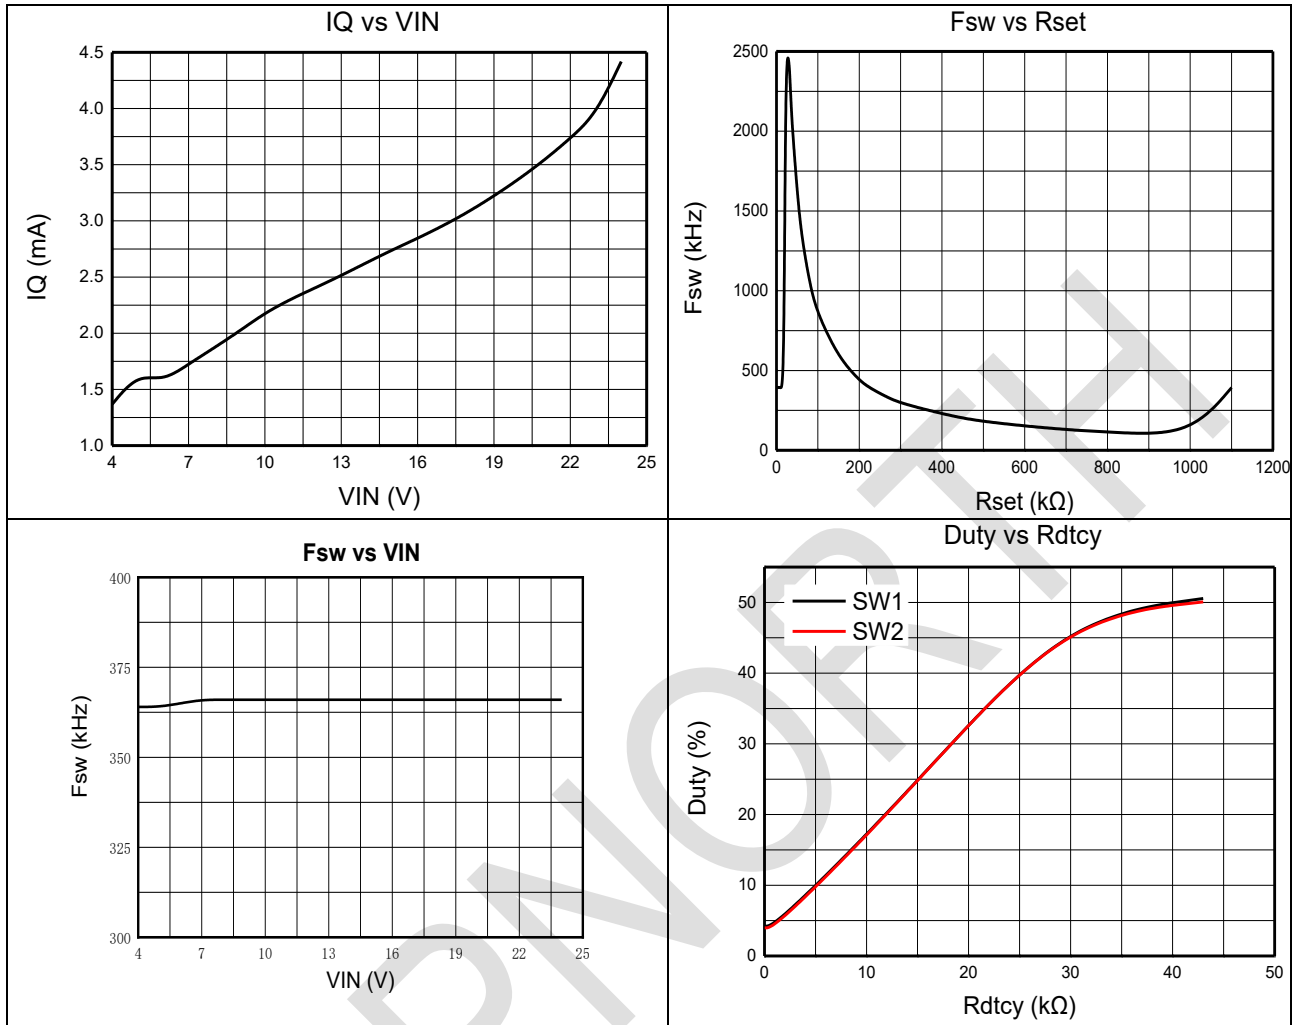 IQ vs VIN
4.5
4.0
3.5
3.0
2.5
2.0
1.5
1.0
IQ (mA)
4 7 10 13 16 19 22 25
VIN (V)
Fsw vs Rset
2500
2000
1500
1000
500
0
Fsw (kHz)
0 200 400 600 800 1000 1200
Rset (kΩ)
Fsw vs VIN
400
375
350
325
300
Fsw (kHz)
4 7 10 13 16 19 22 25
VIN (V)
Duty vs Rdtcy
SW1
SW2
50
40
30
20
10
0
Duty (%)
0 10 20 30 40 50
Rdtcy (kΩ)
PNORTH